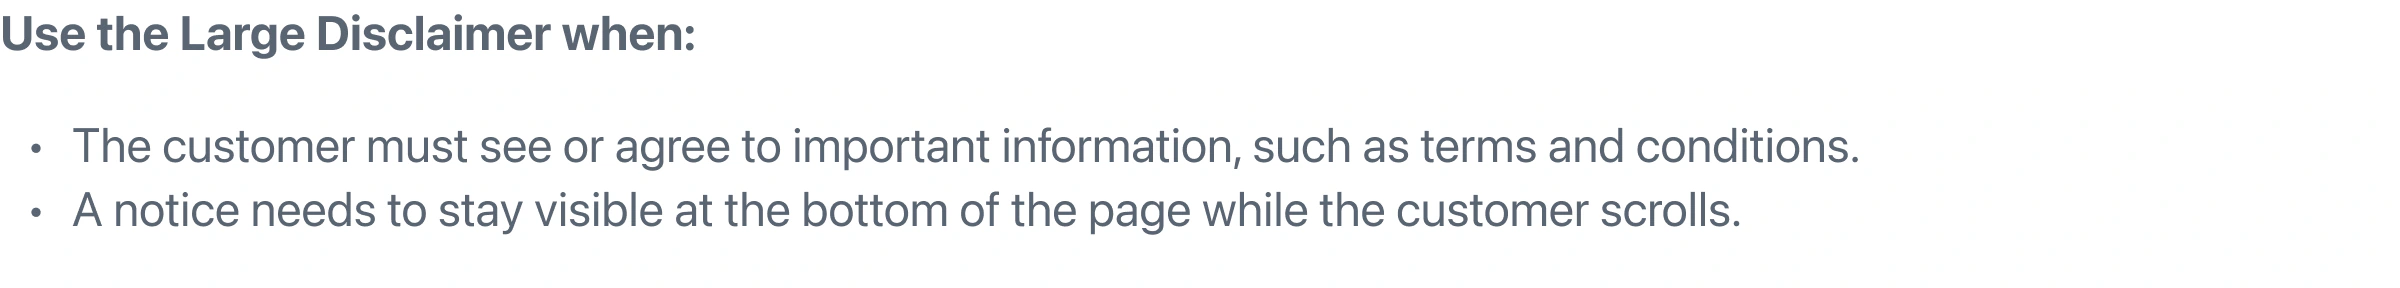 Use the Large Disclaimer when:
• The customer must see or agree to important information, such as terms and conditions.
• A notice needs to stay visible at the bottom of the page while the customer scrolls.